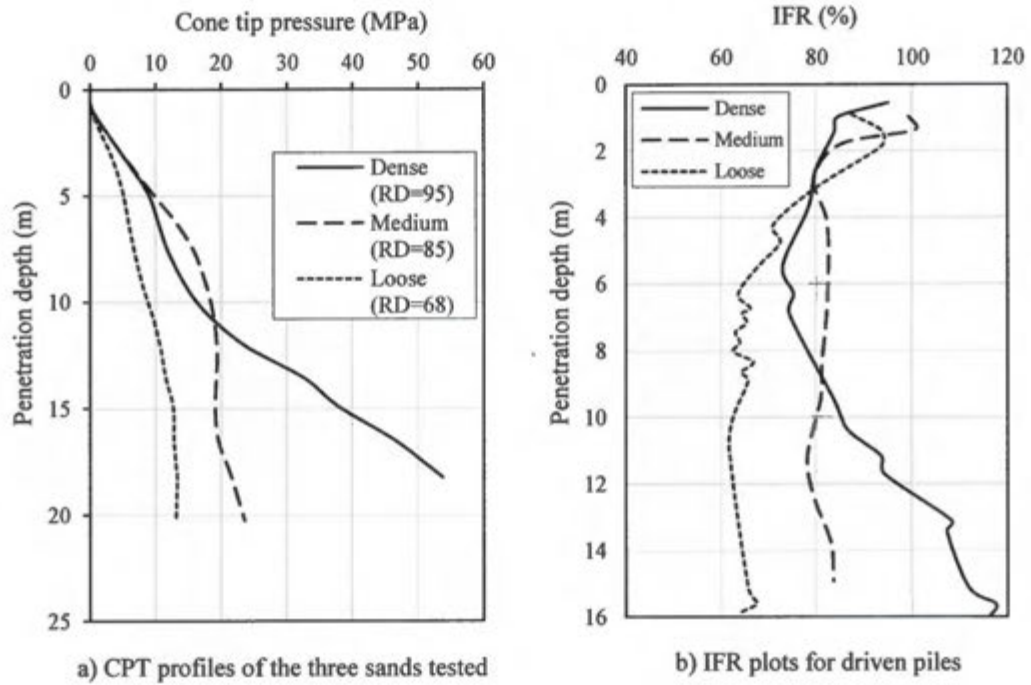 Cone tip pressure (MPa)
0 10 20 30 40 50 60
0
5
10
15
20
25
Penetration depth (m)
Dense
(RD=95)
Medium
(RD=85)
Loose
(RD=68)
a) CPT profiles of the three sands tested
IFR (%)
40 60 80 100 120
0
2
4
6
8
10
12
14
16
Penetration depth (m)
Dense
Medium
Loose
b) IFR plots for driven piles